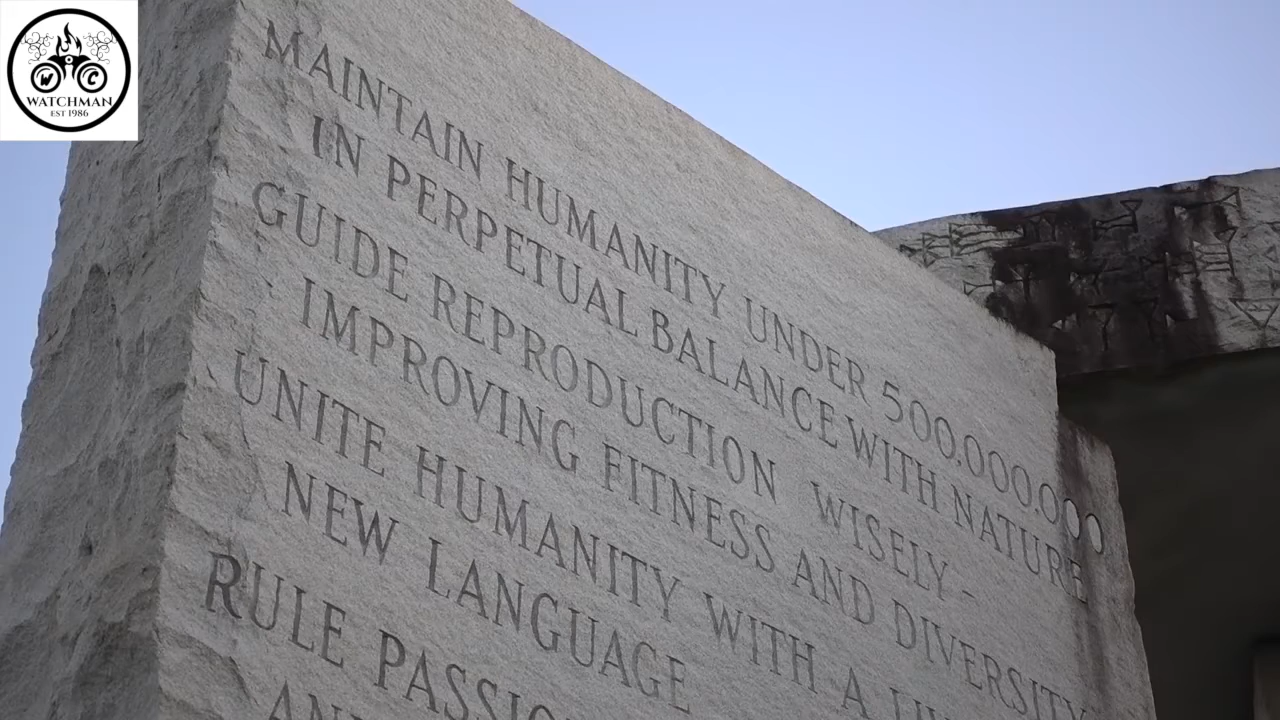 W C
WATCHMAN
EST 1986
MAINTAIN HUMANITY UNDER 500,000,000
IN PERPETUAL BALANCE WITH NATURE
GUIDE REPRODUCTION WISELY -
IMPROVING FITNESS AND DIVERSITY
UNITE HUMANITY WITH A
NEW LANGUAGE
RULE